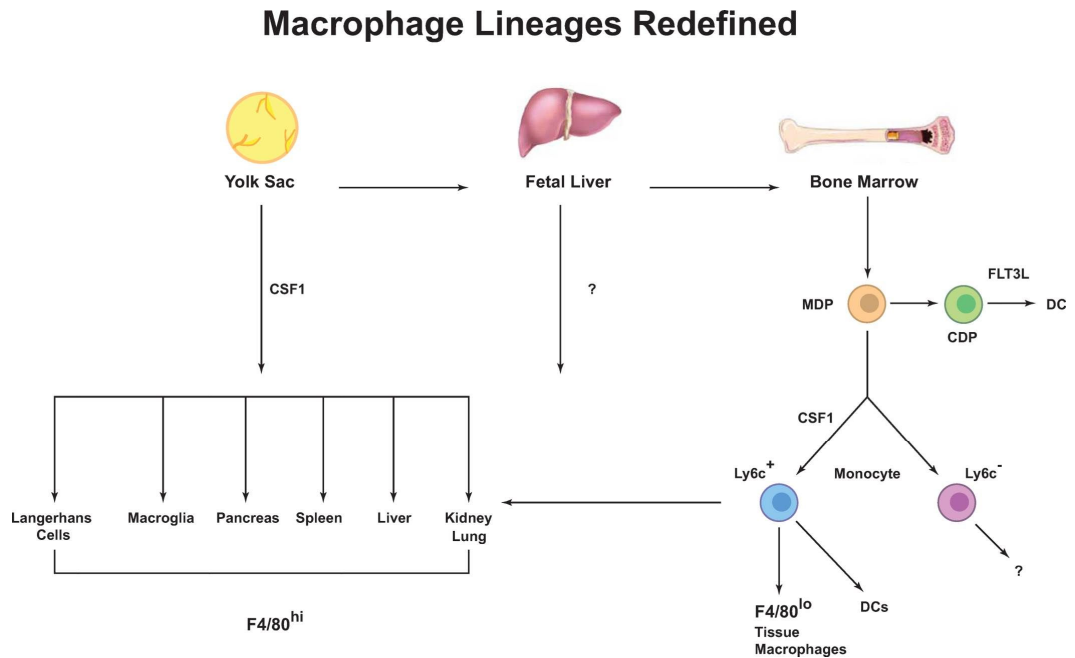 Macrophage Lineages Redefined
Yolk Sac
Fetal Liver
Bone Marrow
CSF1
?
FLT3L
MDP
DC
CDP
CSF1
Ly6c+
Monocyte
Ly6c-
Langerhans
Cells
Macroglia
Pancreas
Spleen
Liver
Kidney
Lung
?
F4/80hi
F4/80lo
Tissue
Macrophages
DCs